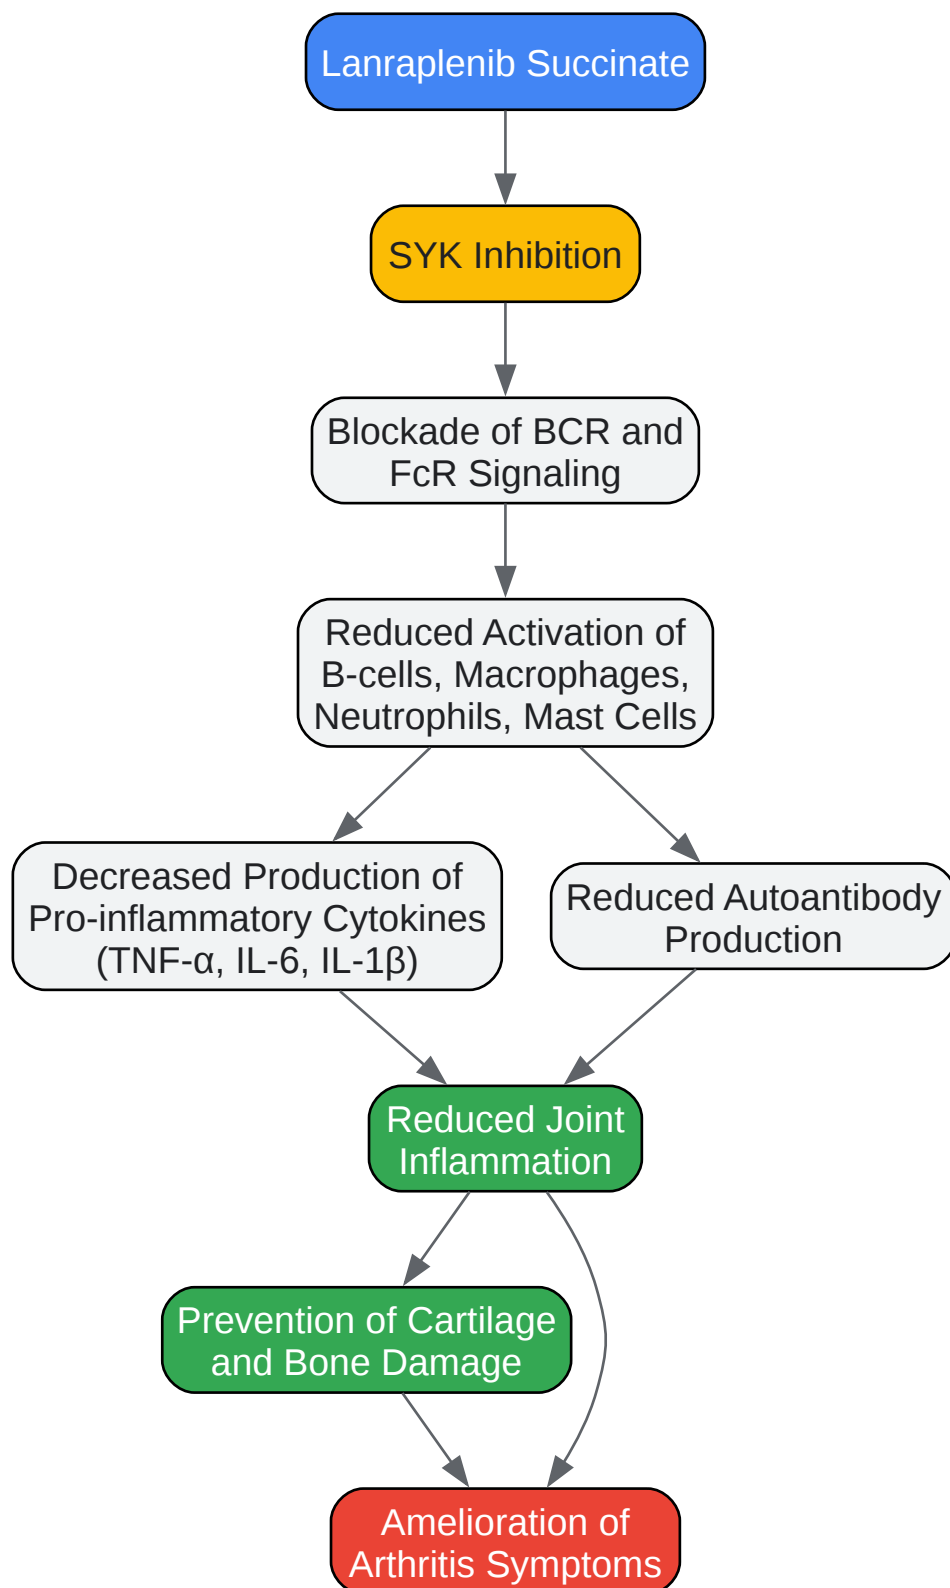 Lanraplenib Succinate
SYK Inhibition
Blockade of BCR and
FcR Signaling
Reduced Activation of
B-cells, Macrophages,
Neutrophils, Mast Cells
Decreased Production of
Pro-inflammatory Cytokines
(TNF-α, IL-6, IL-1β)
Reduced Autoantibody
Production
Reduced Joint
Inflammation
Prevention of Cartilage
and Bone Damage
Amelioration of
Arthritis Symptoms